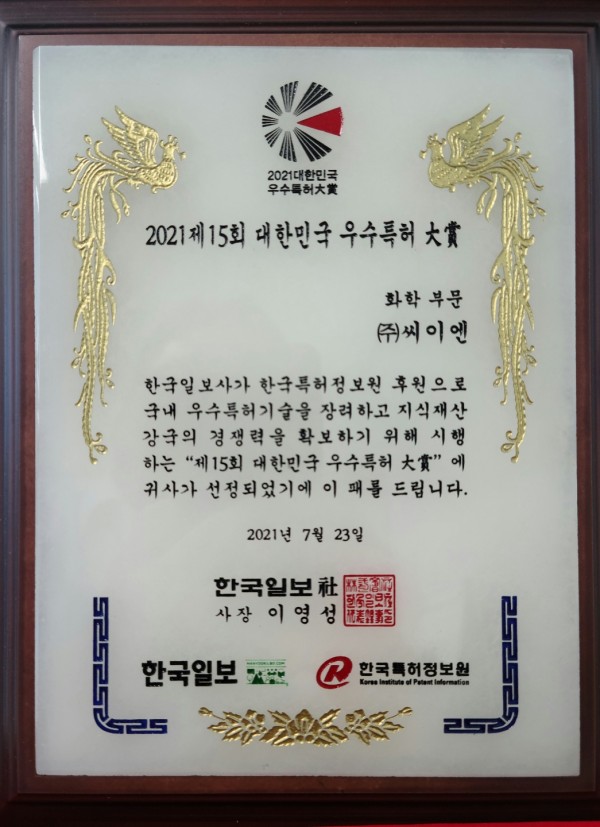 2021대한민국
우수특허大賞
2021 제15회 대한민국 우수특허 大賞
화학 부문
㈜씨이엔
한국일보사가 한국특허정보원 후원으로
국내 우수특허기술을 장력하고 지식재산
강국의 경쟁력을 확보하기 위해 시행
하는 “제15회 대한민국 우수특허 大賞” 에
귀사가 선정되었기에 이 패를 드립니다.
2021년 7월 23일
한국일보 社
사장 이영성
한국일보
한국특허정보원
Korea Institute of Patent Information